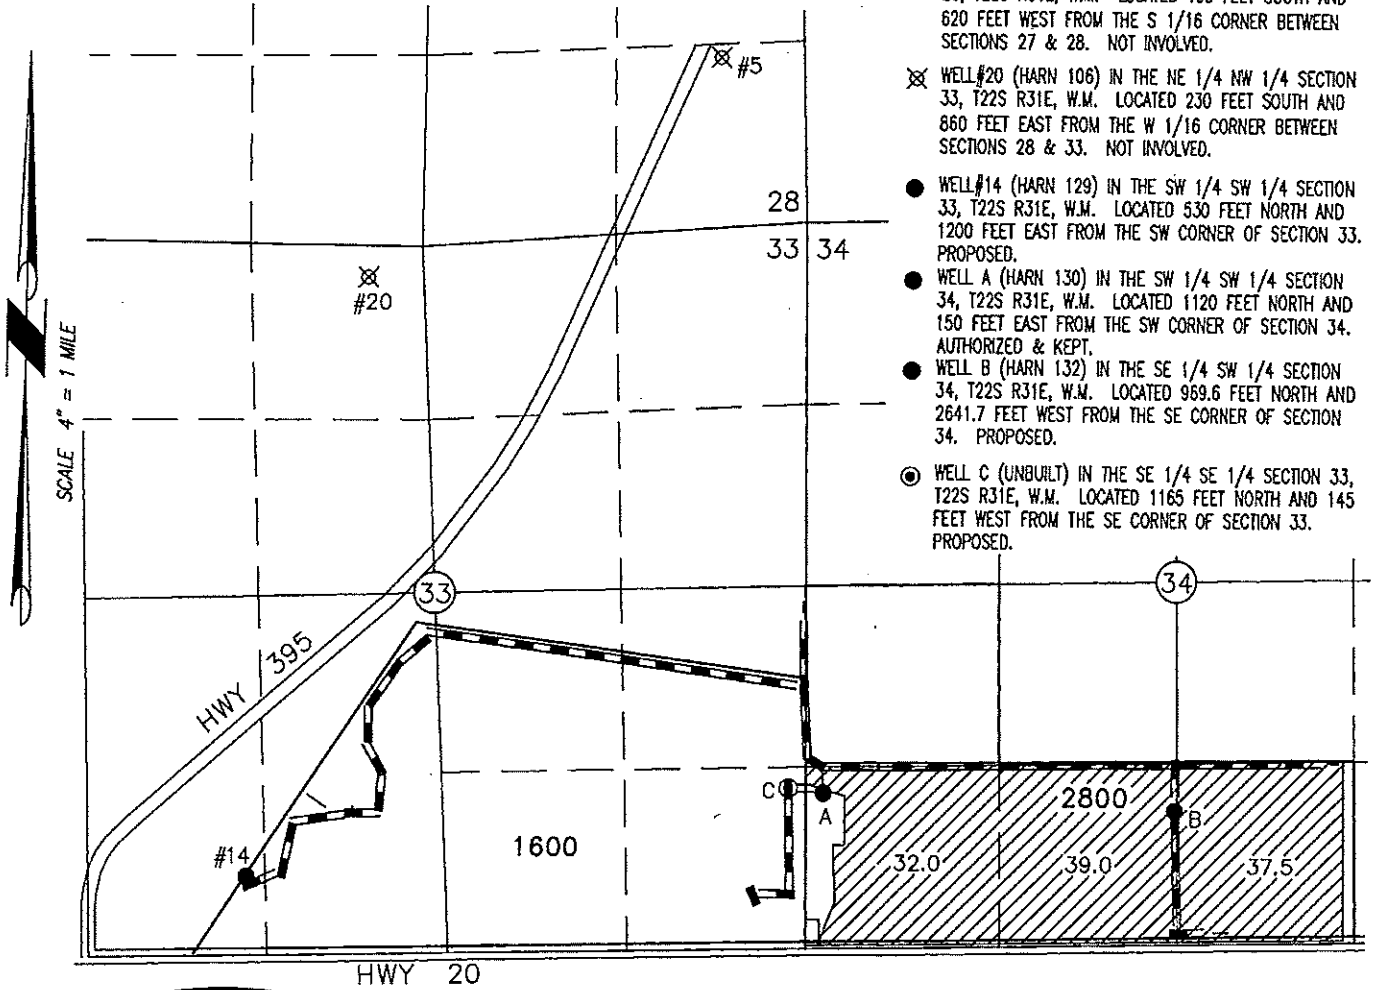 620 FEET WEST FROM THE S 1/16 CORNER BETWEEN
SECTIONS 27 & 28. NOT INVOLVED.
WELL#20 (HARN 106) IN THE NE 1/4 NW 1/4 SECTION
33, T22S R31E, W.M. LOCATED 230 FEET SOUTH AND
860 FEET EAST FROM THE W 1/16 CORNER BETWEEN
SECTIONS 28 & 33. NOT INVOLVED.
WELL#14 (HARN 129) IN THE SW 1/4 SW 1/4 SECTION
33, T22S R31E, W.M. LOCATED 530 FEET NORTH AND
1200 FEET EAST FROM THE SW CORNER OF SECTION 33.
PROPOSED.
WELL A (HARN 130) IN THE SW 1/4 SW 1/4 SECTION
34, T22S R31E, W.M. LOCATED 1120 FEET NORTH AND
150 FEET EAST FROM THE SW CORNER OF SECTION 34.
AUTHORIZED & KEPT.
WELL B (HARN 132) IN THE SE 1/4 SW 1/4 SECTION
34, T22S R31E, W.M. LOCATED 969.6 FEET NORTH AND
2641.7 FEET WEST FROM THE SE CORNER OF SECTION
34. PROPOSED.
WELL C (UNBUILT) IN THE SE 1/4 SE 1/4 SECTION 33,
T22S R31E, W.M. LOCATED 1165 FEET NORTH AND 145
FEET WEST FROM THE SE CORNER OF SECTION 33.
PROPOSED.
#5
28
33 34
#20
SCALE 4" = 1 MILE
33
34
HWY 395
C
A
2800
B
#14
1600
32.0
39.0
37.5
HWY 20